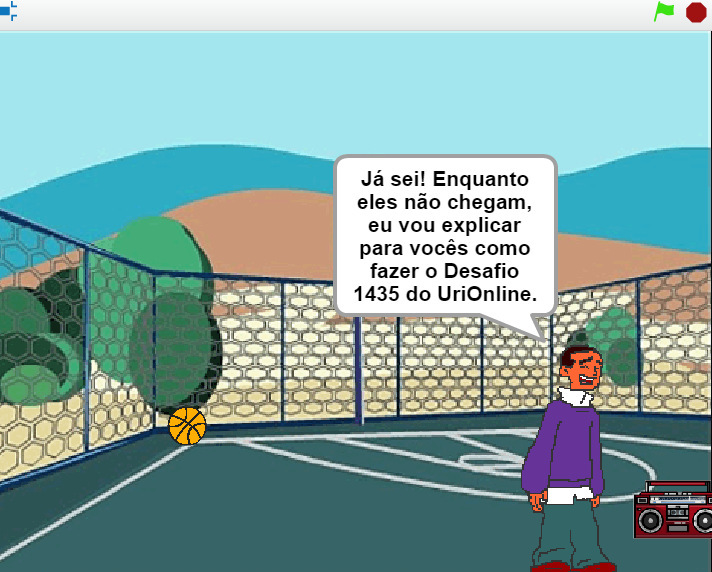 Já sei! Enquanto
eles não chegam,
eu vou explicar
para vocês como
fazer o Desafio
1435 do UriOnline.